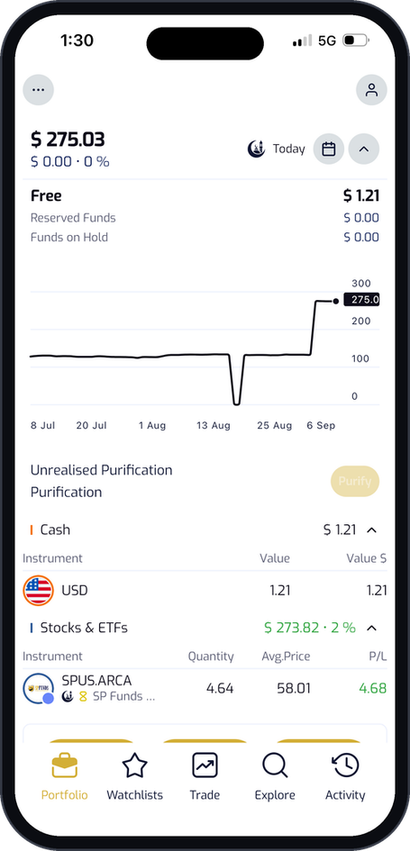 1:30 5G
$ 275.03
$ 0.00 · 0 % Today
Free $ 1.21
Reserved Funds $ 0.00
Funds on Hold $ 0.00
300
275.0
200
100
0
8 Jul 20 Jul 1 Aug 13 Aug 25 Aug 6 Sep
Unrealised Purification
Purification
Purify
Cash $ 1.21
Instrument Value Value $
USD 1.21 1.21
Stocks & ETFs $ 273.82 · 2 %
Instrument Quantity Avg.Price P/L
SPUS.ARCA 4.64 58.01 4.68
SP Funds ...
Portfolio Watchlists Trade Explore Activity